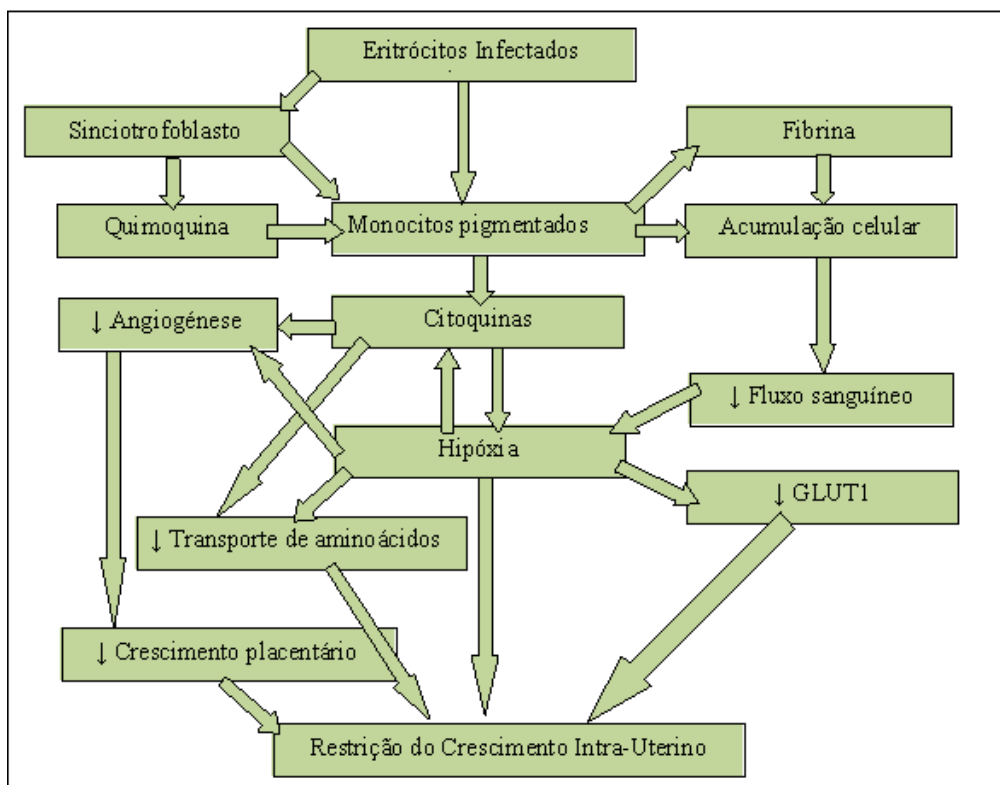 Eritrócitos Infectados
Sinciotrofoblasto
Fibrina
Quimoquina
Monocitos pigmentados
Acumulação celular
↓ Angiogénese
Citoquinas
↓ Fluxo sanguíneo
Hipóxia
↓ GLUT1
↓ Transporte de aminoácidos
↓ Crescimento placentário
Restrição do Crescimento Intra-Uterino